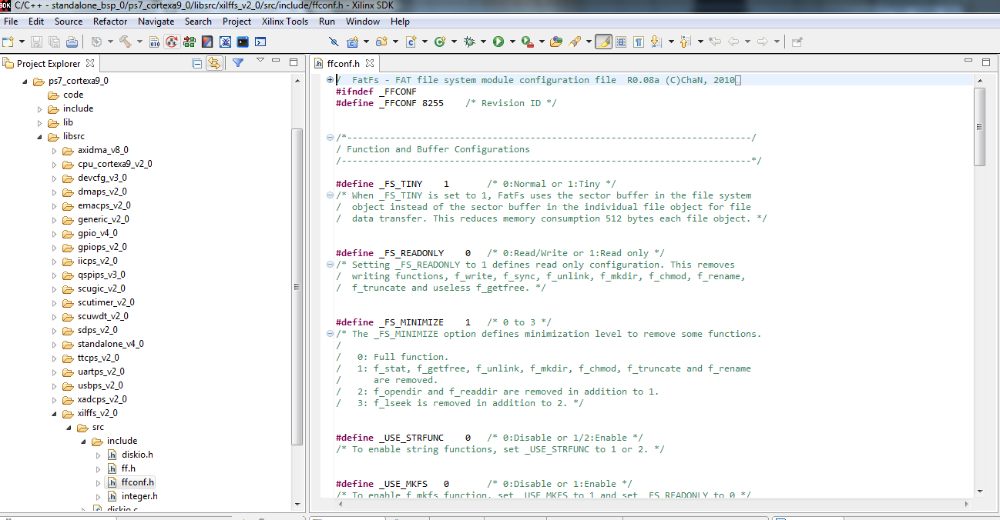 SDK C/C++ - standalone_bsp_0/ps7_cortexa9_0/libsrc/xilffs_v2_0/src/include/ffconf.h - Xilinx SDK
File Edit Source Refactor Navigate Search Project Xilinx Tools Run Window Help
Project Explorer
ps7_cortexa9_0
code
include
lib
libsrc
axidma_v8_0
cpu_cortexa9_v2_0
devcfg_v3_0
dmaps_v2_0
emacps_v2_0
generic_v2_0
gpio_v4_0
gpiops_v2_0
iicps_v2_0
qspips_v3_0
scugic_v2_0
scutimer_v2_0
scuwdt_v2_0
sdps_v2_0
standalone_v4_0
ttcps_v2_0
uartps_v2_0
usbps_v2_0
xadcps_v2_0
xilffs_v2_0
src
include
diskio.h
ff.h
ffconf.h
integer.h
diskio.c
ffconf.h
/  FatFs - FAT file system module configuration file  R0.08a (C)ChaN, 2010
#ifndef _FFCONF
#define _FFCONF 8255    /* Revision ID */
/*---------------------------------------------------------------------------/
/ Function and Buffer Configurations
/----------------------------------------------------------------------------*/
#define _FS_TINY    1       /* 0:Normal or 1:Tiny */
/* When _FS_TINY is set to 1, FatFs uses the sector buffer in the file system
/  object instead of the sector buffer in the individual file object for file
/  data transfer. This reduces memory consumption 512 bytes each file object. */
#define _FS_READONLY    0   /* 0:Read/Write or 1:Read only */
/* Setting _FS_READONLY to 1 defines read only configuration. This removes
/  writing functions, f_write, f_sync, f_unlink, f_mkdir, f_chmod, f_rename,
/  f_truncate and useless f_getfree. */
#define _FS_MINIMIZE    1   /* 0 to 3 */
/* The _FS_MINIMIZE option defines minimization level to remove some functions.
/
/   0: Full function.
/   1: f_stat, f_getfree, f_unlink, f_mkdir, f_chmod, f_truncate and f_rename
/      are removed.
/   2: f_opendir and f_readdir are removed in addition to 1.
/   3: f_lseek is removed in addition to 2. */
#define _USE_STRFUNC    0   /* 0:Disable or 1/2:Enable */
/* To enable string functions, set _USE_STRFUNC to 1 or 2. */
#define _USE_MKFS   0       /* 0:Disable or 1:Enable */
/* To enable f_mkfs function, set _USE_MKFS to 1 and set _FS_READONLY to 0 */